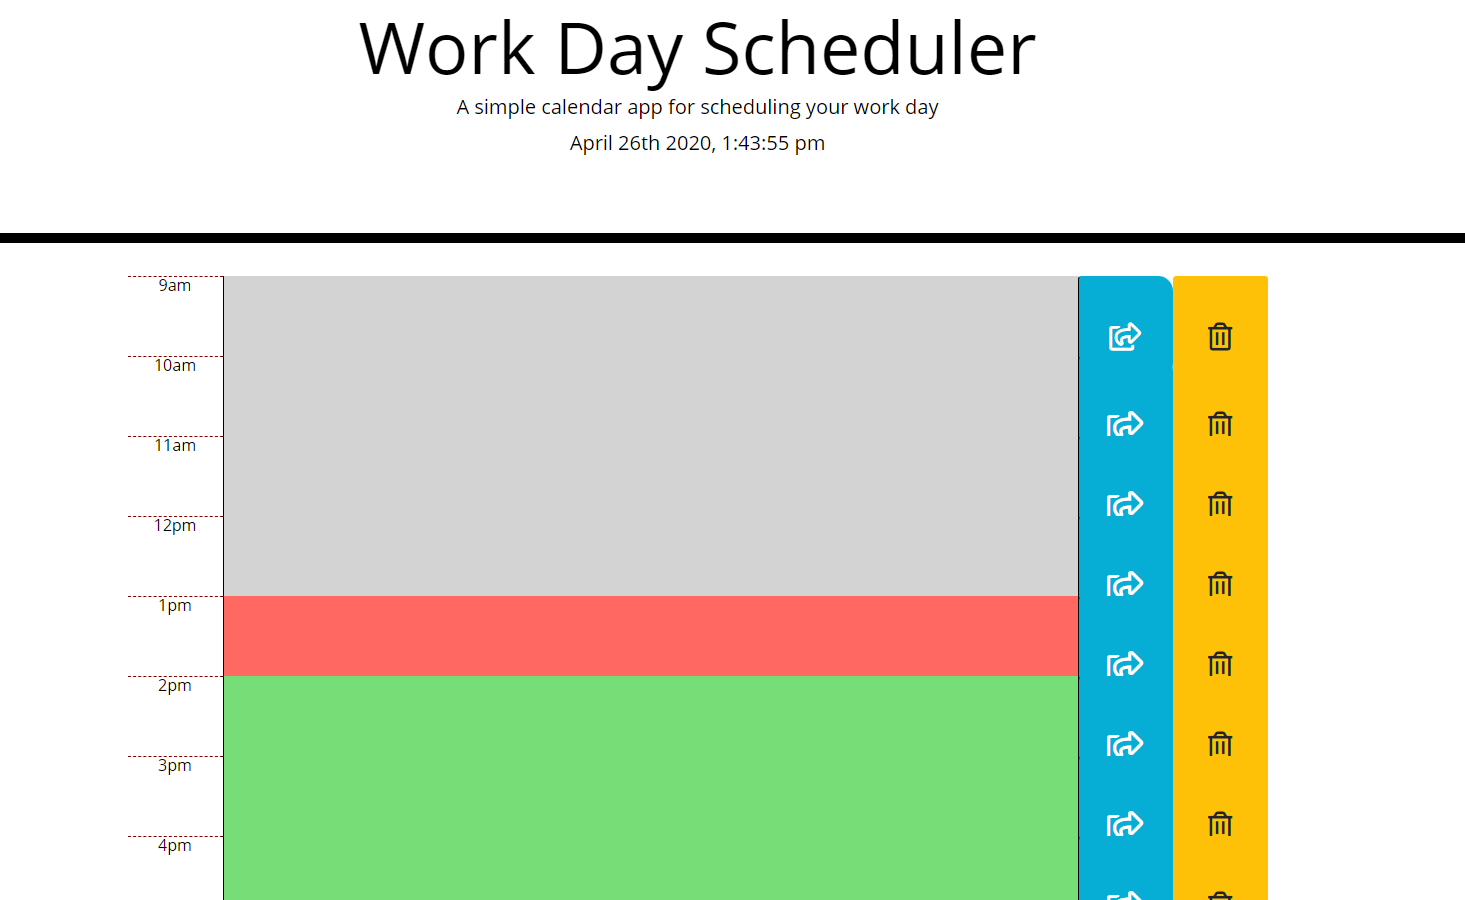 Work Day Scheduler
A simple calendar app for scheduling your work day
April 26th 2020, 1:43:55 pm
9am
10am
11am
12pm
1pm
2pm
3pm
4pm